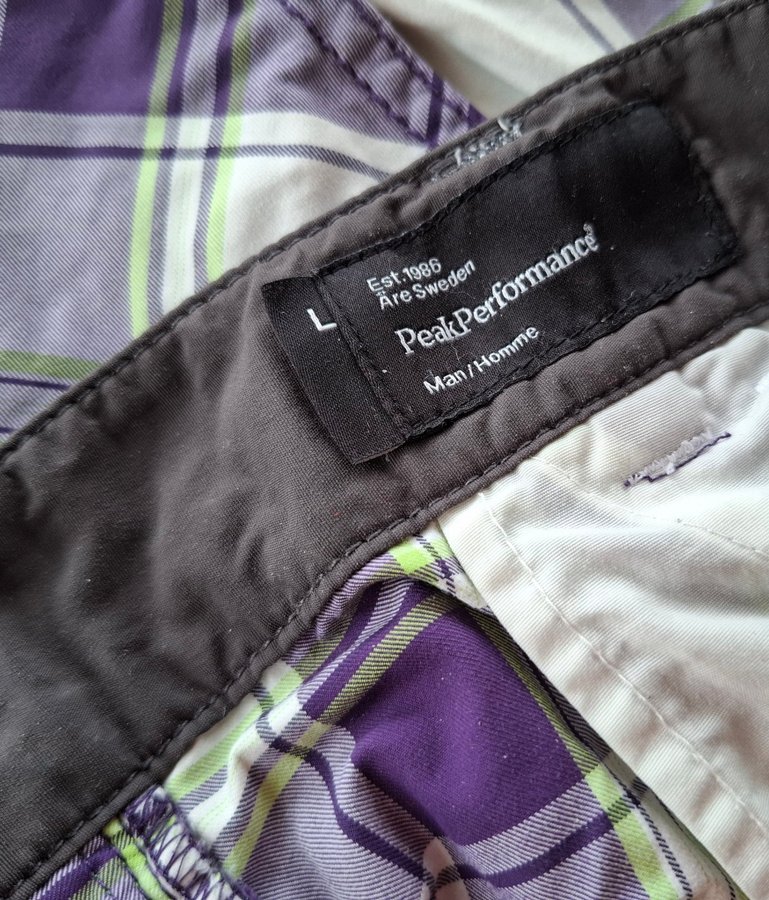 L
Est.1986
Åre Sweden
PeakPerformance
Man/Homme